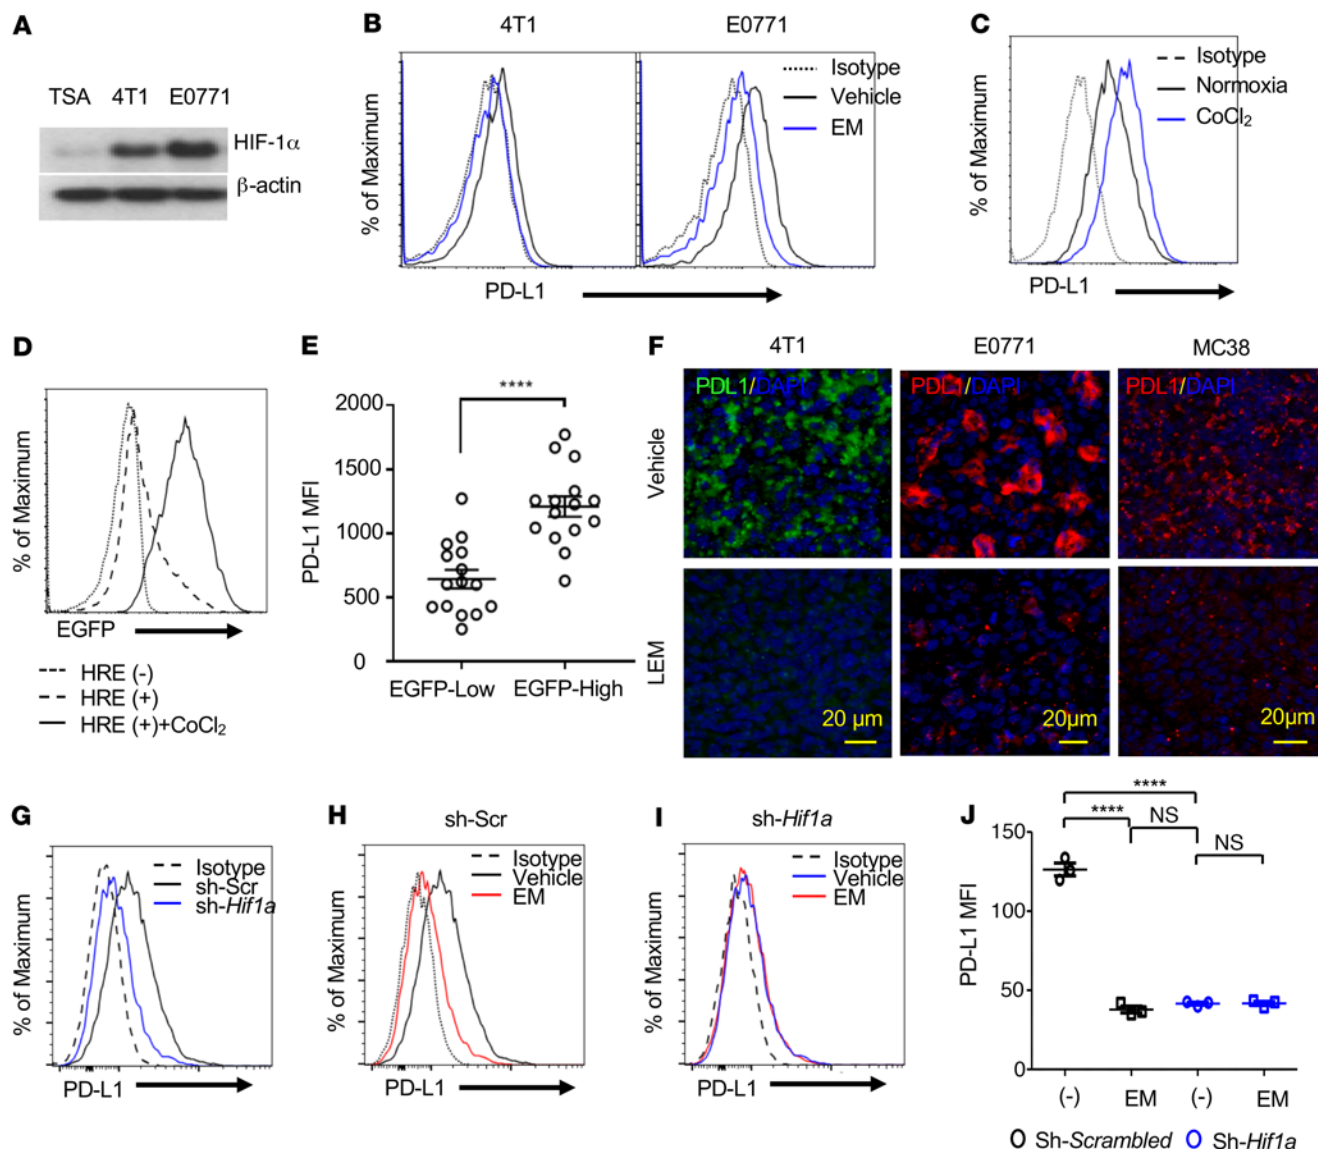 A
TSA 4T1 E0771
HIF-1α
β-actin
B
4T1 E0771
Isotype
Vehicle
EM
% of Maximum
PD-L1
C
Isotype
Normoxia
CoCl₂
% of Maximum
PD-L1
D
% of Maximum
EGFP
HRE (-)
HRE (+)
HRE (+)+CoCl₂
E
****
2000
1500
1000
500
0
PD-L1 MFI
EGFP-Low EGFP-High
F
4T1 E0771 MC38
Vehicle
PDL1/DAPI PDL1/DAPI PDL1/DAPI
LEM
20 µm 20µm 20µm
G
Isotype
sh-Scr
sh-Hif1a
% of Maximum
PD-L1
H
sh-Scr
Isotype
Vehicle
EM
% of Maximum
PD-L1
I
sh-Hif1a
Isotype
Vehicle
EM
% of Maximum
PD-L1
J
****
**** NS
NS
150
100
50
0
PD-L1 MFI
(-) EM (-) EM
Sh-Scrambled Sh-Hif1a